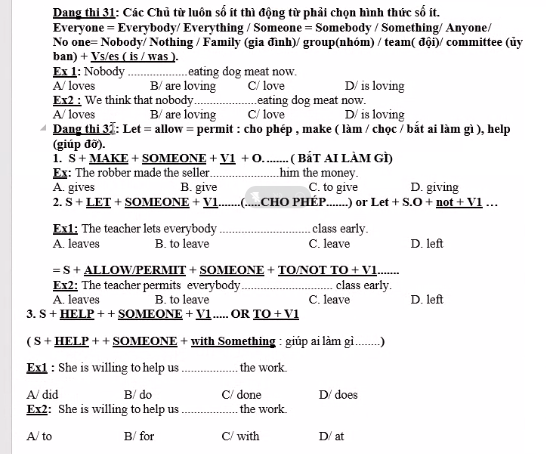 Dang thi 31: Các Chủ từ luôn số ít thì động từ phải chọn hình thức số ít.
Everyone = Everybody/ Everything / Someone = Somebody / Something/ Anyone/
No one= Nobody/ Nothing / Family (gia đình)/ group(nhóm) / team( đội)/ committee (ủy
ban) + Vs/es ( is / was ).
Ex 1: Nobody ..................eating dog meat now.
A/ loves B/ are loving C/ love D/ is loving
Ex2 : We think that nobody...................eating dog meat now.
A/ loves B/ are loving C/ love D/ is loving
Dang thi 32: Let = allow = permit : cho phép , make ( làm / chọc / bắt ai làm gì ), help
(giúp đỡ).
1. S + MAKE + SOMEONE + V1 + O........ ( BắT AI LÀM GÌ)
Ex: The robber made the seller.....................him the money.
A. gives B. give C. to give D. giving
2. S + LET + SOMEONE + V1.......(.....CHO PHÉP.......) or Let + S.O + not + V1 …
Ex1: The teacher lets everybody ............................class early.
A. leaves B. to leave C. leave D. left
= S + ALLOW/PERMIT + SOMEONE + TO/NOT TO + V1.......
Ex2: The teacher permits everybody............................ class early.
A. leaves B. to leave C. leave D. left
3. S + HELP + + SOMEONE + V1..... OR TO + V1
( S + HELP + + SOMEONE + with Something : giúp ai làm gì........)
Ex1 : She is willing to help us .................the work.
A/ did B/ do C/ done D/ does
Ex2: She is willing to help us .................the work.
A/ to B/ for C/ with D/ at